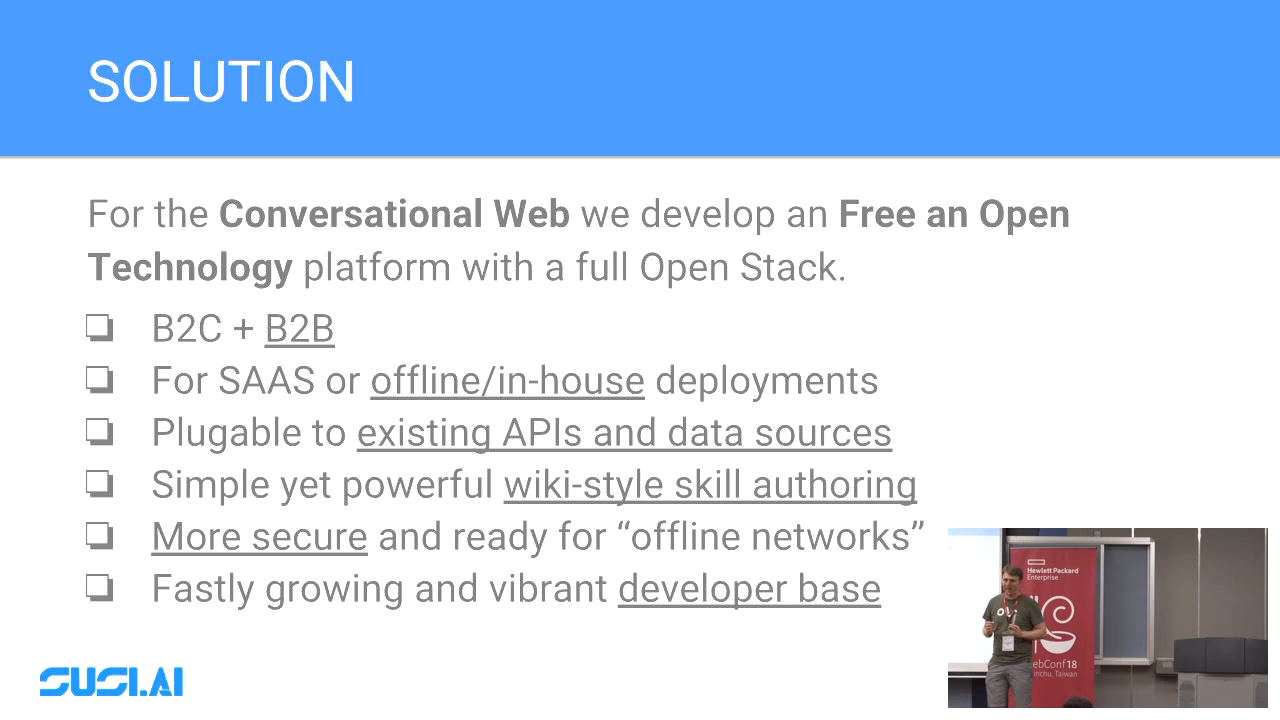 SOLUTION
For the Conversational Web we develop an Free an Open
Technology platform with a full Open Stack.
B2C + B2B
For SAAS or offline/in-house deployments
Plugable to existing APIs and data sources
Simple yet powerful wiki-style skill authoring
More secure and ready for “offline networks”
Fastly growing and vibrant developer base
SUSI.AI
Hewlett Packard
Enterprise
ebConf18
inchu, Taiwan